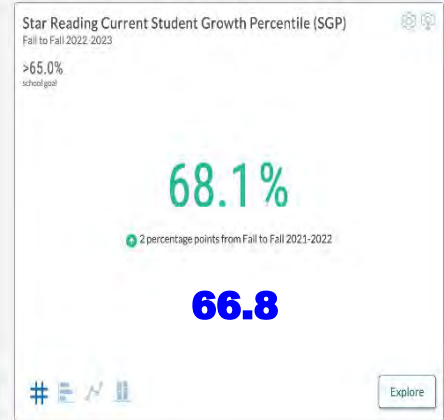 Star Reading Current Student Growth Percentile (SGP)
Fall to Fall 2022-2023
>65.0%
school goal
68.1%
2 percentage points from Fall to Fall 2021-2022
66.8
Explore